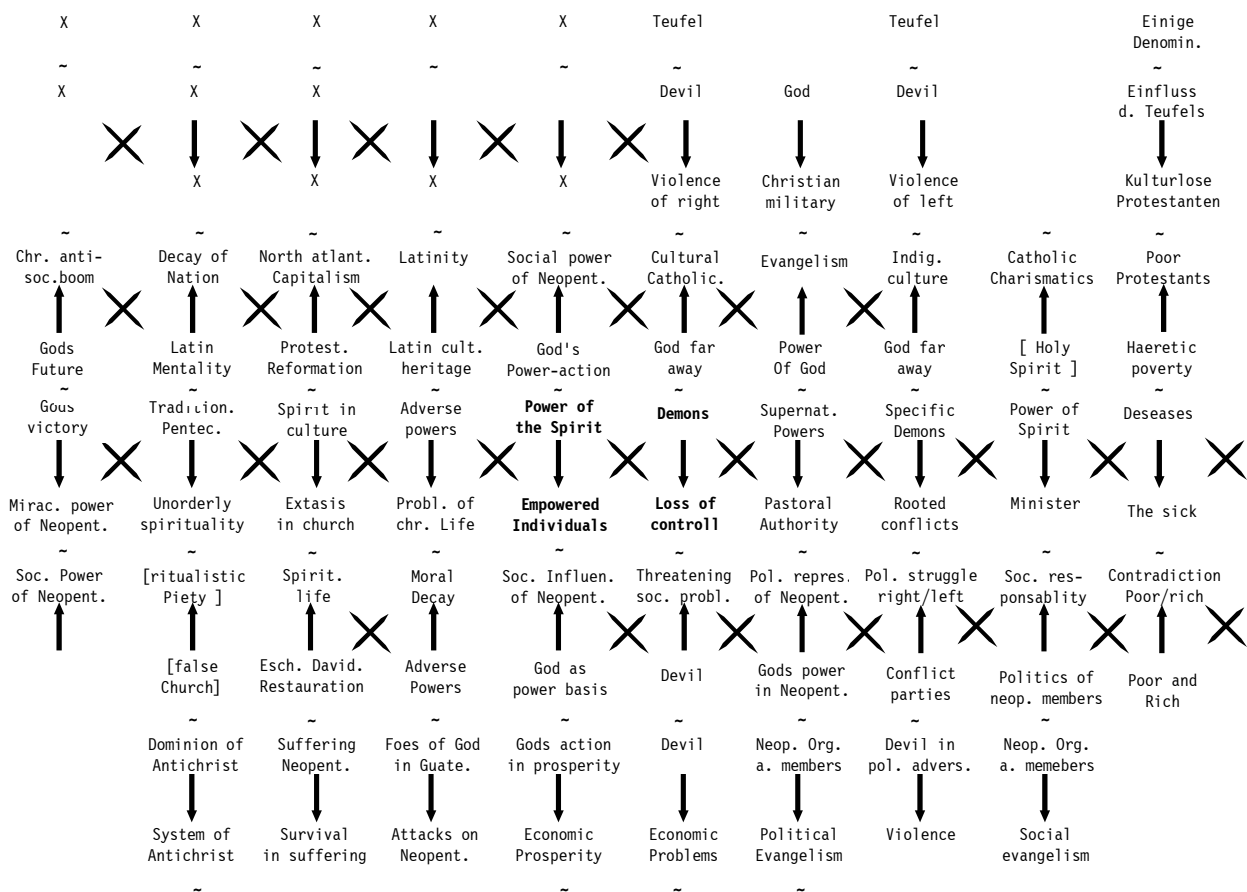 X X X X X Teufel Teufel Einige
Denomin.
~ ~ ~ ~ ~ ~ ~ ~
X X X Devil God Devil Einfluss
d. Teufels
X X X X Violence Christian Violence Kulturlose
of right military of left Protestanten
~ ~ ~ ~ ~ ~ ~ ~
Chr. anti- Decay of North atlant. Latinity Social power Cultural Evangelism Indig. Catholic Poor
soc.boom Nation Capitalism of Neopent. Catholic. culture Charismatics Protestants
Gods Latin Protest. Latin cult. God's God far Power God far [ Holy Haeretic
Future Mentality Reformation heritage Power-action away Of God away Spirit ] poverty
~ ~ ~ ~ ~ ~ ~ ~ ~ ~
Gods Tradition. Spirit in Adverse Power of Demons Supernat. Specific Power of Deseases
victory Pentec. culture powers the Spirit Powers Demons Spirit
Mirac. power Unorderly Extasis Probl. of Empowered Loss of Pastoral Rooted Minister The sick
of Neopent. spirituality in church chr. Life Individuals controll Authority conflicts
~ ~ ~ ~ ~ ~ ~ ~ ~ ~
Soc. Power [ritualistic Spirit. Moral Soc. Influen. Threatening Pol. repres. Pol. struggle Soc. res- Contradiction
of Neopent. Piety ] life Decay of Neopent. soc. probl. of Neopent. right/left ponsablity Poor/rich
[false Esch. David. Adverse God as Devil Gods power Conflict Politics of Poor and
Church] Restauration Powers power basis in Neopent. parties neop. members Rich
~ ~ ~ ~ ~ ~ ~ ~
Dominion of Suffering Foes of God Gods action Devil Neop. Org. Devil in Neop. Org.
Antichrist Neopent. in Guate. in prosperity a. members pol. advers. a. memebers
System of Survival Attacks on Economic Economic Political Violence Social
Antichrist in suffering Neopent. Prosperity Problems Evangelism evangelism
~ ~ ~ ~